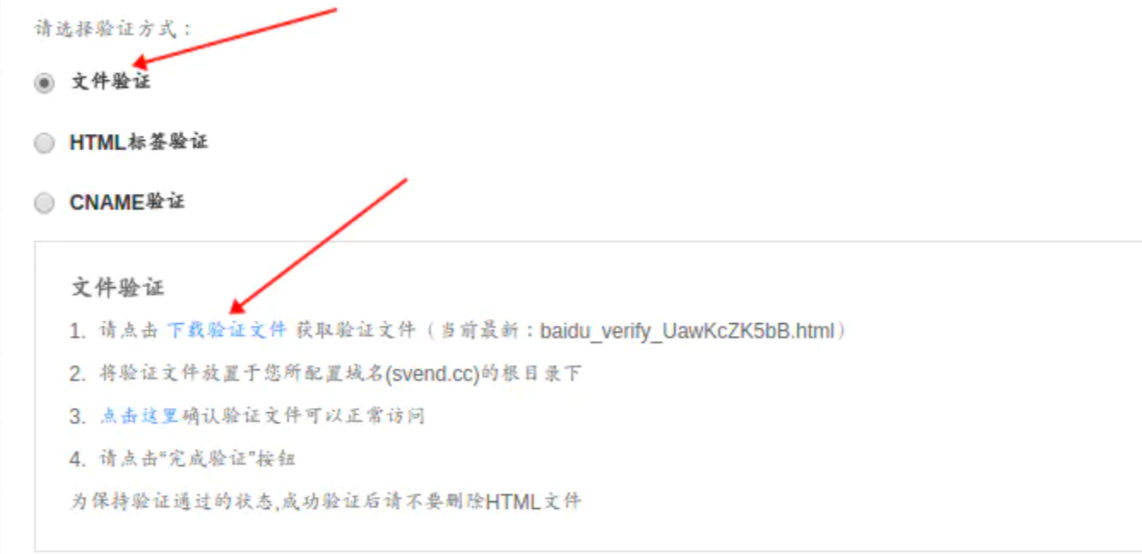 请选择验证方式：
文件验证
HTML标签验证
CNAME验证
文件验证
1. 请点击 下载验证文件 获取验证文件（当前最新：baidu_verify_UawKcZK5bB.html）
2. 将验证文件放置于您所配置域名(svend.cc)的根目录下
3. 点击这里确认验证文件可以正常访问
4. 请点击“完成验证”按钮
为保持验证通过的状态,成功验证后请不要删除HTML文件